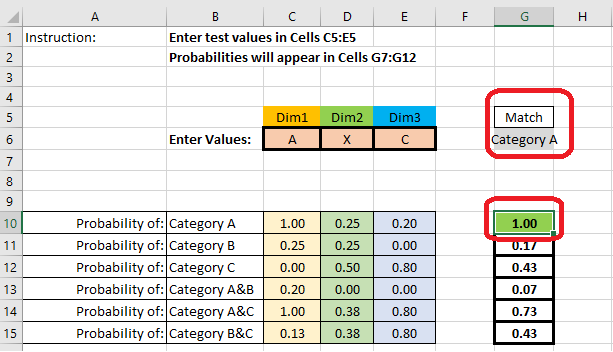 A B C D E F G H
1 Instruction: Enter test values in Cells C5:E5
2 Probabilities will appear in Cells G7:G12
3
4
5 Dim1 Dim2 Dim3 Match
6 Enter Values: A X C Category A
7
8
9
10 Probability of: Category A 1.00 0.25 0.20 1.00
11 Probability of: Category B 0.25 0.25 0.00 0.17
12 Probability of: Category C 0.00 0.50 0.80 0.43
13 Probability of: Category A&B 0.20 0.00 0.00 0.07
14 Probability of: Category A&C 1.00 0.38 0.80 0.73
15 Probability of: Category B&C 0.13 0.38 0.80 0.43